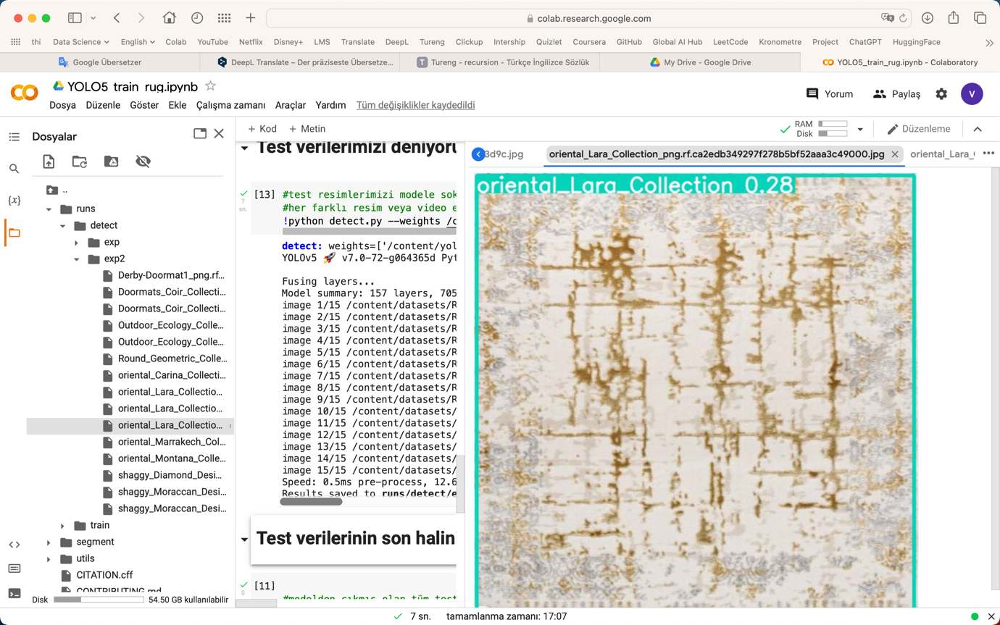 colab.research.google.com
thi Data Science English Colab YouTube Netflix Disney+ LMS Translate DeepL Tureng Clickup Intership Quizlet Coursera GitHub Global AI Hub LeetCode Kronometre Project ChatGPT HuggingFace
Google Übersetzer
DeepL Translate – Der präziseste Übersetze...
Tureng - recursion - Türkçe İngilizce Sözlük
My Drive - Google Drive
YOLO5_train_rug.ipynb - Colaboratory
YOLO5_train_rug.ipynb
Yorum
Paylaş
V
Dosya Düzenle Göster Ekle Çalışma zamanı Araçlar Yardım Tüm değişiklikler kaydedildi
Dosyalar
..
runs
detect
exp
exp2
Derby-Doormat1_png.rf...
Doormats_Coir_Collecti...
Doormats_Coir_Collecti...
Outdoor_Ecology_Colle...
Outdoor_Ecology_Colle...
Round_Geometric_Colle...
oriental_Carina_Collecti...
oriental_Lara_Collectio...
oriental_Lara_Collectio...
oriental_Lara_Collectio...
oriental_Marrakech_Col...
oriental_Montana_Colle...
shaggy_Diamond_Desi...
shaggy_Moraccan_Desi...
shaggy_Moraccan_Desi...
train
segment
utils
CITATION.cff
CONTRIBUTING.md
Disk
54.50 GB kullanılabilir
{x}
+ Kod + Metin
RAM
Disk
Düzenleme
Test verilerimizi deniyoru
7
sn.
[13] #test resimlerimizi modele sok
#her farklı resim veya video e
!python detect.py --weights /c
detect: weights=['/content/yol
YOLOv5 🚀 v7.0-72-g064365d Pyt
Fusing layers...
Model summary: 157 layers, 705
image 1/15 /content/datasets/R
image 2/15 /content/datasets/R
image 3/15 /content/datasets/R
image 4/15 /content/datasets/R
image 5/15 /content/datasets/R
image 6/15 /content/datasets/R
image 7/15 /content/datasets/R
image 8/15 /content/datasets/R
image 9/15 /content/datasets/R
image 10/15 /content/datasets/
image 11/15 /content/datasets/
image 12/15 /content/datasets/
image 13/15 /content/datasets/
image 14/15 /content/datasets/
image 15/15 /content/datasets/
Speed: 0.5ms pre-process, 12.6
Results saved to runs/detect/e
Test verilerinin son halin
0
[11]
#modelden çıkmış olan tüm test
3d9c.jpg
oriental_Lara_Collection_png.rf.ca2edb349297f278b5bf52aaa3c49000.jpg
oriental_Lara_
oriental_Lara_Collection 0.28
7 sn. tamamlanma zamanı: 17:07